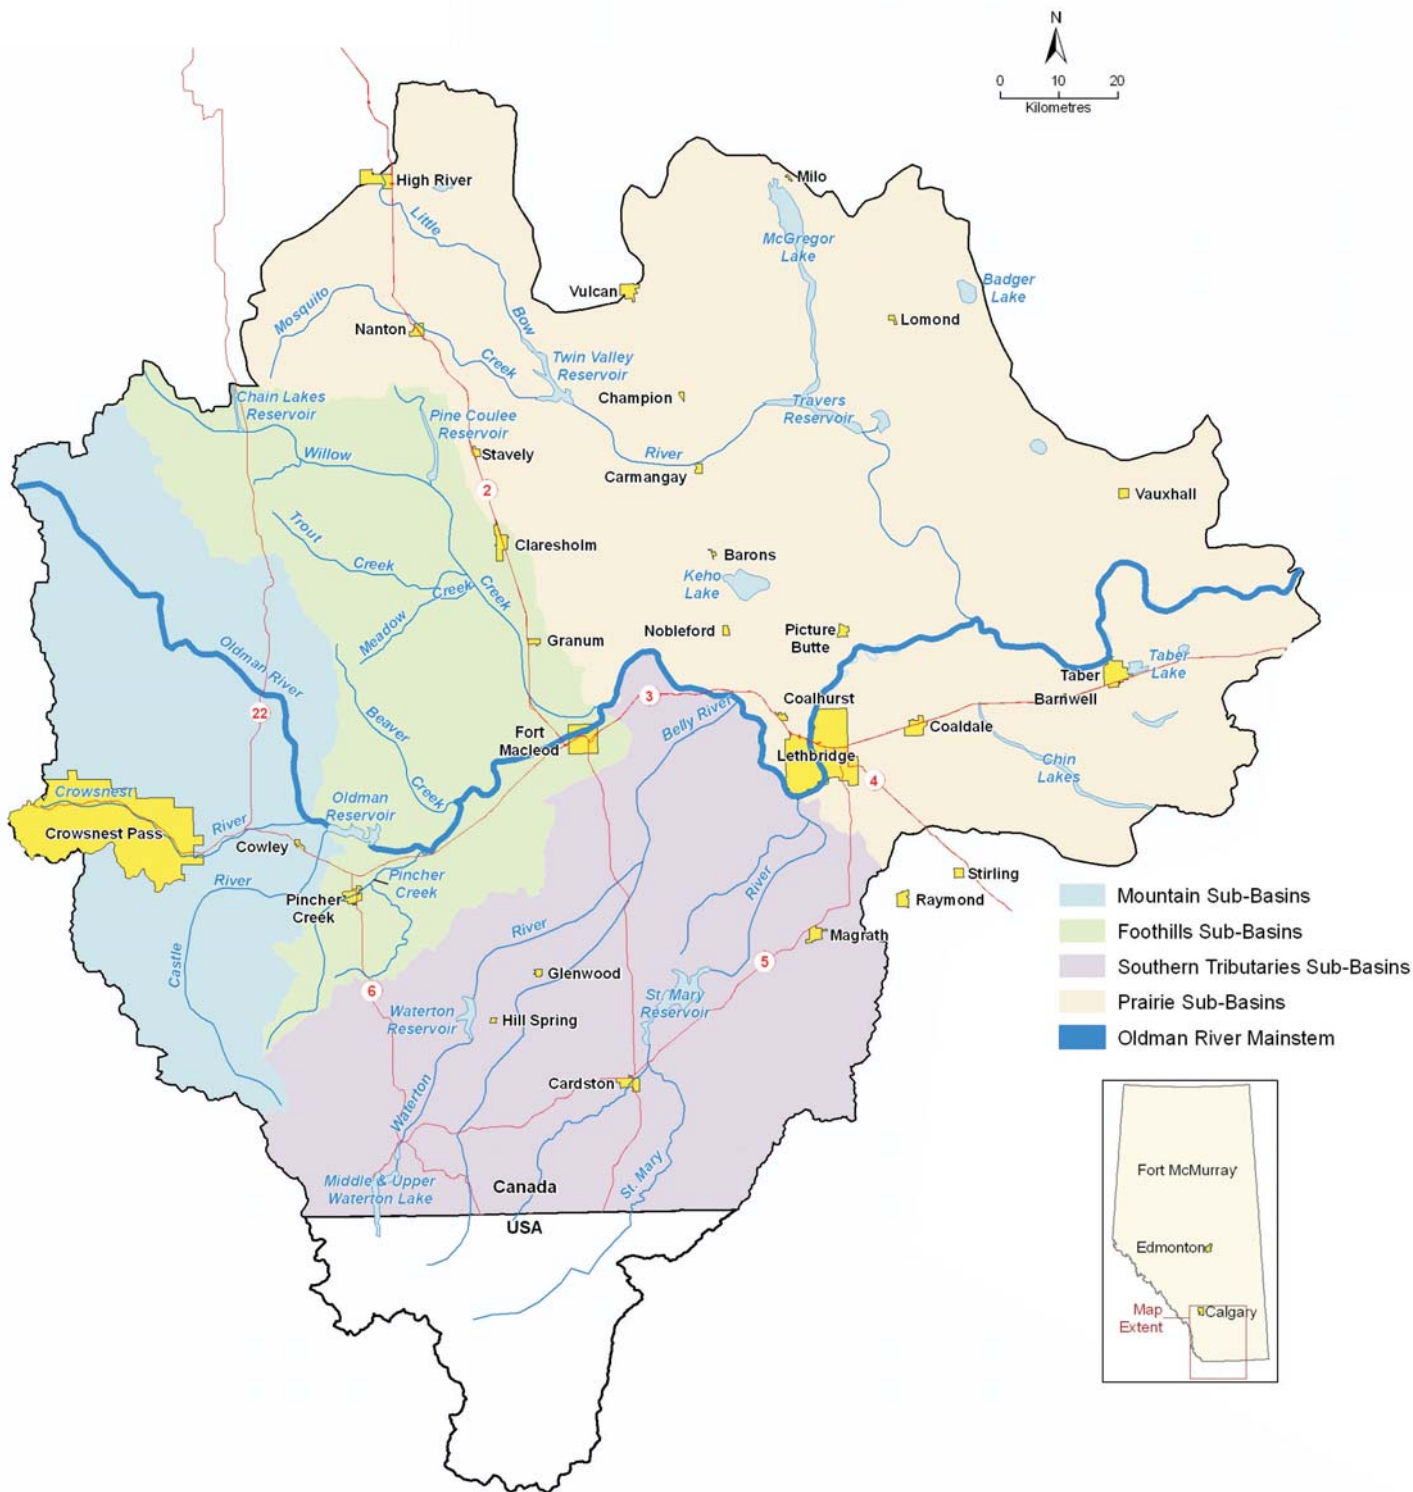 N
0 10 20
Kilometres
High River
Milo
Little
McGregor
Lake
Badger
Lake
Vulcan
Mosquito
Bow
Lomond
Nanton
Creek
Twin Valley
Reservoir
Chain Lakes
Reservoir
Champion
Travers
Reservoir
Pine Coulee
Reservoir
Willow
Stavely
River
Carmangay
2
Vauxhall
Trout
Creek
Claresholm
Barons
Keho
Lake
Creek
Creek
Meadow
Granum
Nobleford
Picture
Butte
Oldman River
Taber
Lake
Taber
Barnwell
3
22
Belly River
Coalhurst
Beaver
Creek
Fort
Macleod
Coaldale
Lethbridge
Chin
Lakes
4
Crowsnest
Oldman
Reservoir
River
Crowsnest Pass
Cowley
River
Pincher
Creek
Pincher
Creek
River
Stirling
Raymond
River
Castle
Magrath
5
Glenwood
6
Waterton
Reservoir
St. Mary
Reservoir
Hill Spring
Cardston
Waterton
Middle & Upper
Waterton Lake
Canada
St. Mary
USA
Mountain Sub-Basins
Foothills Sub-Basins
Southern Tributaries Sub-Basins
Prairie Sub-Basins
Oldman River Mainstem
Fort McMurray
Edmonton
Calgary
Map
Extent